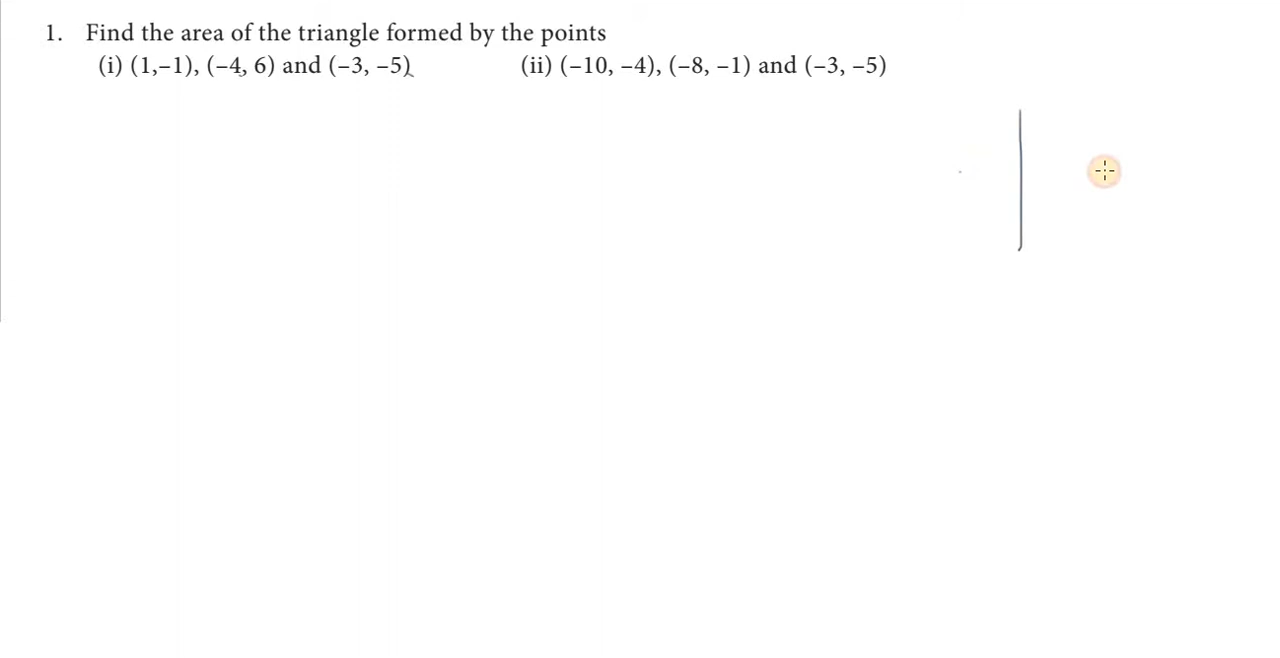 1. Find the area of the triangle formed by the points
(i) (1,–1), (–4, 6) and (–3, –5) (ii) (–10, –4), (–8, –1) and (–3, –5)